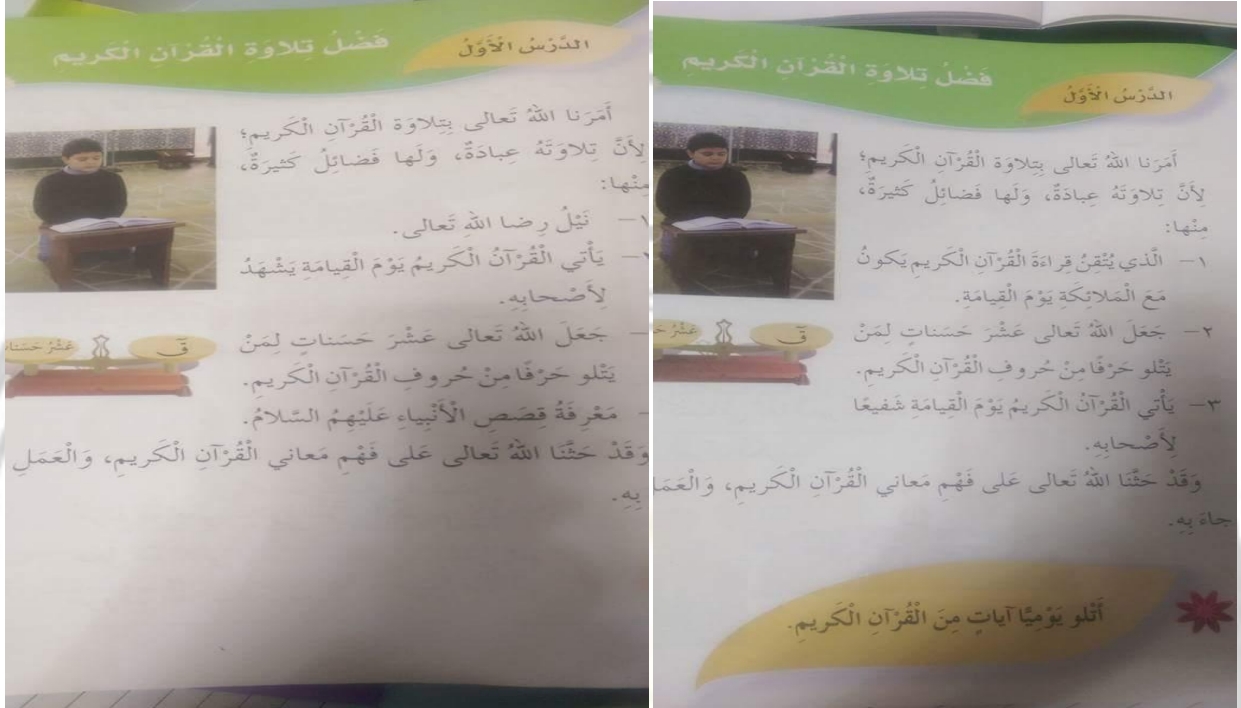 الدَّرْسُ الْأَوَّلُ
فَضْلُ تِلاوَةِ الْقُرْآنِ الْكَريمِ
أَمَرَنا اللهُ تَعالى بِتِلاوَةِ الْقُرْآنِ الْكَريمِ؛
لِأَنَّ تِلاوَتَهُ عِبادَةٌ، وَلَها فَضائِلُ كَثيرَةٌ،
مِنْها:
١- الَّذي يُتْقِنُ قِراءَةَ الْقُرْآنِ الْكَريمِ يَكونُ
مَعَ الْمَلائِكَةِ يَوْمَ الْقِيامَةِ.
٢- جَعَلَ اللهُ تَعالى عَشْرَ حَسَناتٍ لِمَنْ
يَتْلو حَرْفًا مِنْ حُروفِ الْقُرْآنِ الْكَريمِ.
قٓ
عَشْرُ
٣- يَأْتي الْقُرْآنُ الْكَريمُ يَوْمَ الْقِيامَةِ شَفيعًا
لِأَصْحابِهِ.
وَقَدْ حَثَّنا اللهُ تَعالى عَلى فَهْمِ مَعاني الْقُرْآنِ الْكَريمِ، وَالْعَمَلِ
جاءَ بِهِ.
أَتْلو يَوْمِيًّا آياتٍ مِنَ الْقُرْآنِ الْكَريمِ.
الدَّرْسُ الْأَوَّلُ
فَضْلُ تِلاوَةِ الْقُرْآنِ الْكَريمِ
أَمَرَنا اللهُ تَعالى بِتِلاوَةِ الْقُرْآنِ الْكَريمِ؛
لِأَنَّ تِلاوَتَهُ عِبادَةٌ، وَلَها فَضائِلُ كَثيرَةٌ،
مِنْها:
١- نَيْلُ رِضا اللهِ تَعالى.
- يَأْتي الْقُرْآنُ الْكَريمُ يَوْمَ الْقِيامَةِ يَشْهَدُ
لِأَصْحابِهِ.
- جَعَلَ اللهُ تَعالى عَشْرَ حَسَناتٍ لِمَنْ
يَتْلو حَرْفًا مِنْ حُروفِ الْقُرْآنِ الْكَريمِ.
قٓ
عَشْرُ حَسَنات
- مَعْرِفَةُ قِصَصِ الْأَنْبِياءِ عَلَيْهِمُ السَّلامُ.
وَقَدْ حَثَّنا اللهُ تَعالى عَلى فَهْمِ مَعاني الْقُرْآنِ الْكَريمِ، وَالْعَمَلِ
بِهِ.